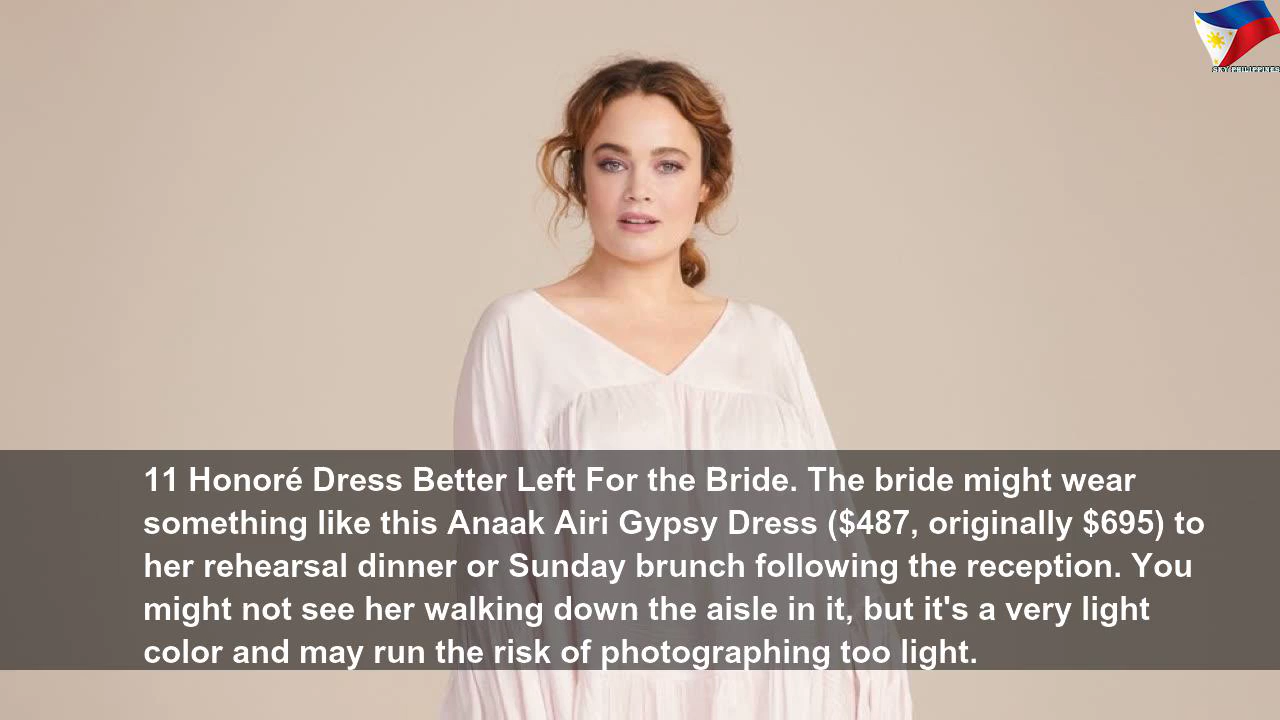 SKY PHILIPPINES
11 Honoré Dress Better Left For the Bride. The bride might wear
something like this Anaak Airi Gypsy Dress ($487, originally $695) to
her rehearsal dinner or Sunday brunch following the reception. You
might not see her walking down the aisle in it, but it's a very light
color and may run the risk of photographing too light.